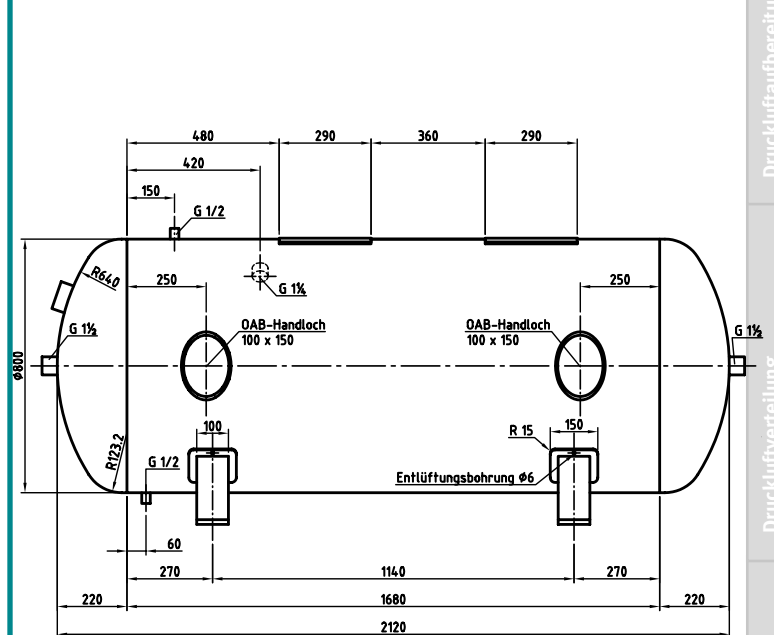 480
290
360
290
420
150
G 1/2
R640
250
250
G 1¼
G 1½
OAB-Handloch
100 x 150
OAB-Handloch
100 x 150
G 1½
ø800
100
150
R 15
R123,2
G 1/2
Entlüftungsbohrung ø6
60
270
1140
270
220
1680
220
2120
Druckluftaufbereitu
Druckluftverteilung